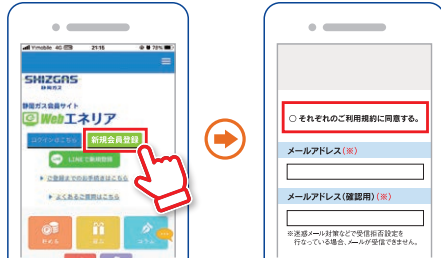 Y!mobile 4G 21:15 78%
SHIZGAS
静岡ガス
静岡ガス会員サイト
Webエネリア
ログインはこちら 新規会員登録
LINEで新規登録
ご登録までのお手続きはこちら
よくあるご質問はこちら
○ それぞれのご利用規約に同意する。
メールアドレス(※)
メールアドレス(確認用)(※)
※迷惑メール対策などで受信拒否設定を
行なっている場合、メールが受信できません。